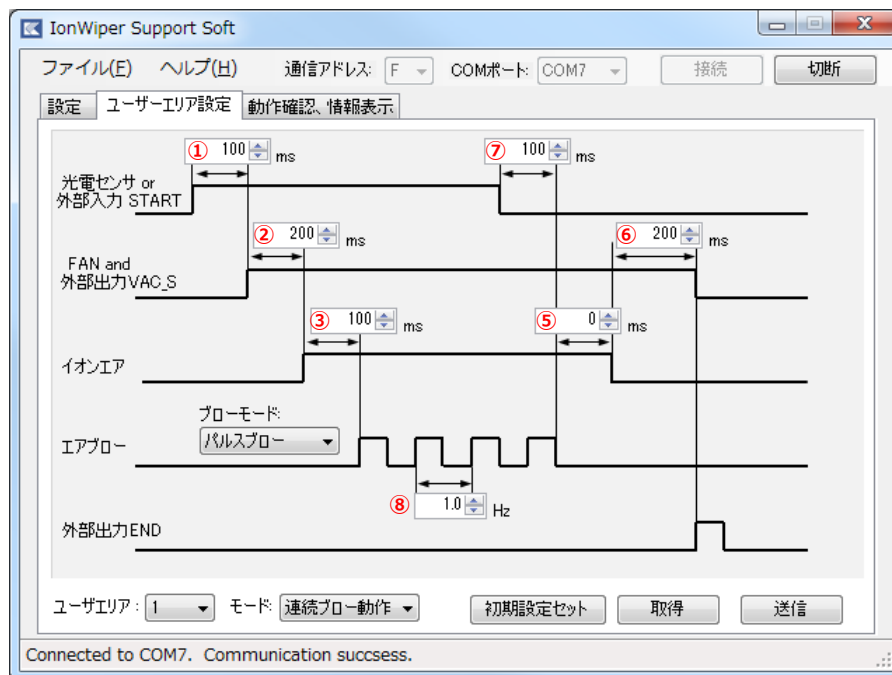 IonWiper Support Soft
ファイル(F) ヘルプ(H) 通信アドレス: F COMポート: COM7 接続 切断
設定 ユーザーエリア設定 動作確認、情報表示
① 100 ms ⑦ 100 ms
光電センサ or
外部入力 START
② 200 ms ⑥ 200 ms
FAN and
外部出力VAC_S
③ 100 ms ⑤ 0 ms
イオンエア
ブローモード:
エアブロー パルスブロー
⑧ 1.0 Hz
外部出力END
ユーザエリア: 1 モード: 連続ブロー動作 初期設定セット 取得 送信
Connected to COM7. Communication succsess.